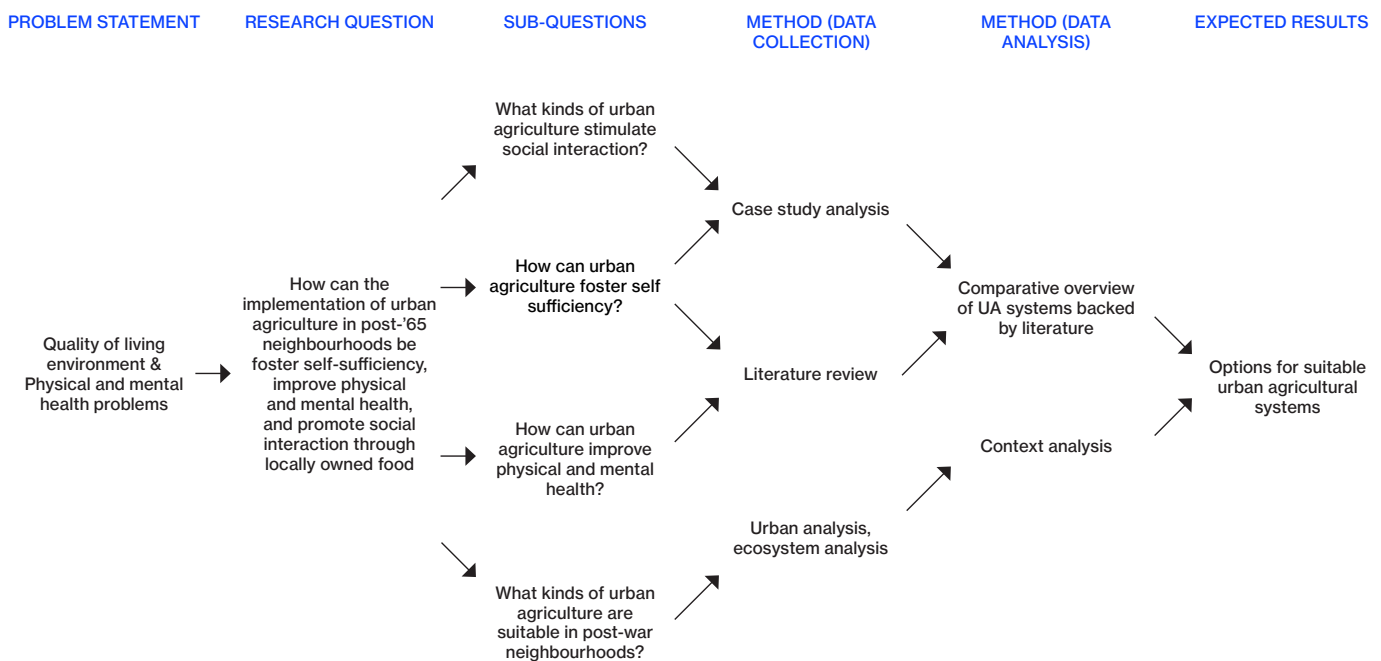 PROBLEM STATEMENT
RESEARCH QUESTION
SUB-QUESTIONS
METHOD (DATA
COLLECTION)
METHOD (DATA
ANALYSIS)
EXPECTED RESULTS
Quality of living
environment &
Physical and mental
health problems
How can the
implementation of urban
agriculture in post-’65
neighbourhoods be
foster self-sufficiency,
improve physical
and mental health,
and promote social
interaction through
locally owned food
What kinds of urban
agriculture stimulate
social interaction?
How can urban
agriculture foster self
sufficiency?
How can urban
agriculture improve
physical and mental
health?
What kinds of urban
agriculture are
suitable in post-war
neighbourhoods?
Case study analysis
Literature review
Urban analysis,
ecosystem analysis
Comparative overview
of UA systems backed
by literature
Context analysis
Options for suitable
urban agricultural
systems